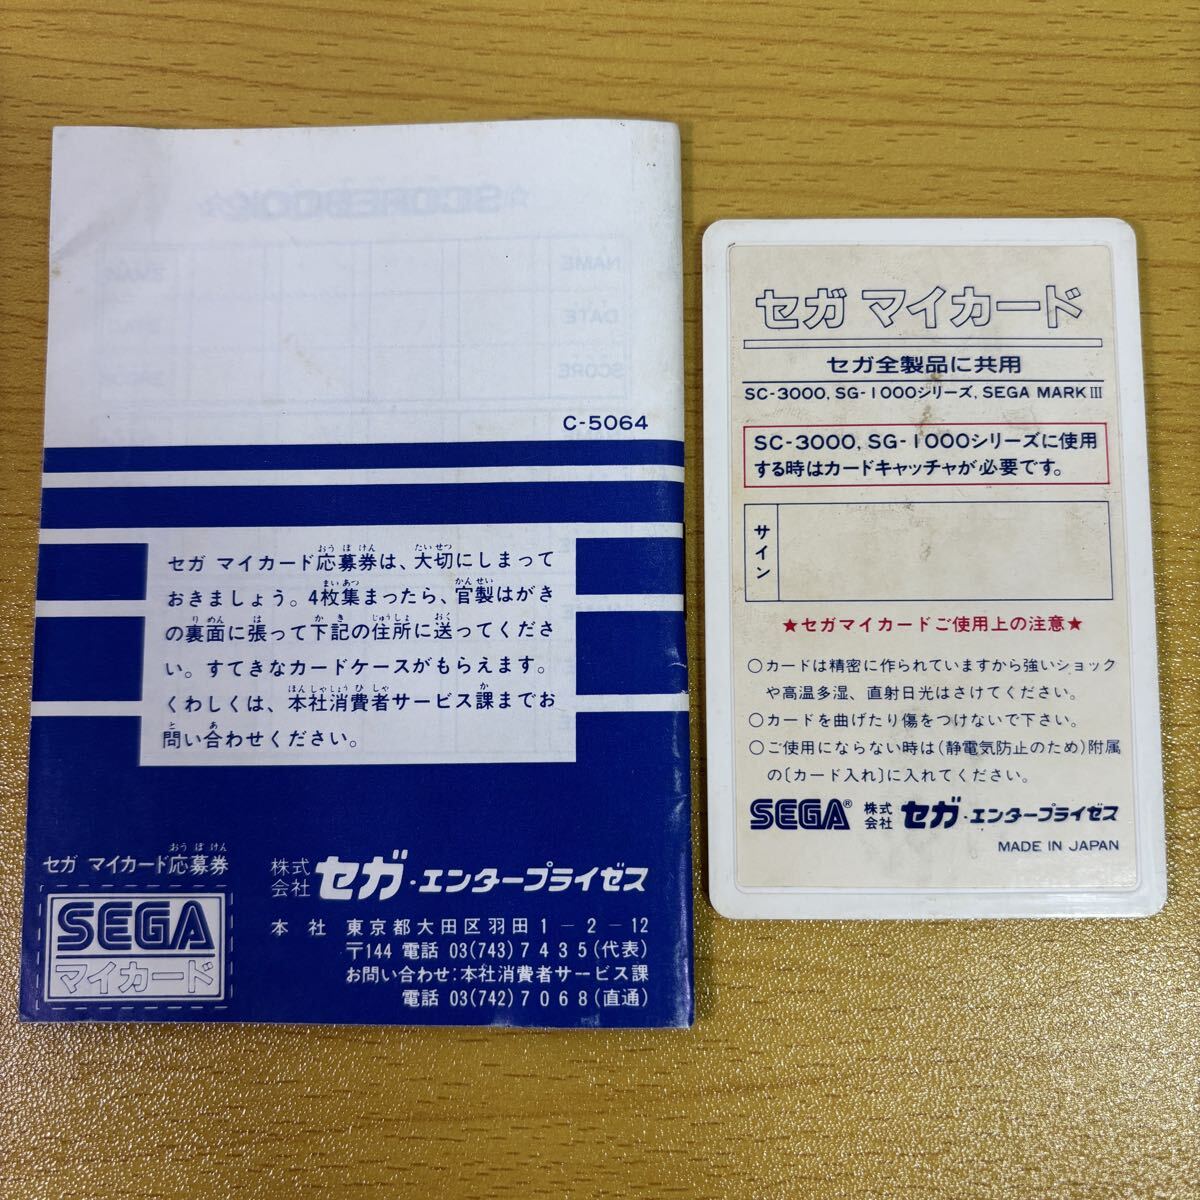 ☆SCOREBOOK☆
NAME
DATE
SCORE
C-5064
セガ マイカード応募券は、大切にしまって
おきましょう。4枚集まったら、官製はがき
の裏面に張って下記の住所に送ってくださ
い。すてきなカードケースがもらえます。
くわしくは、本社消費者サービス課までお
問い合わせください。
セガ マイカード応募券
SEGA
マイカード
株式会社 セガ・エンタープライゼス
本 社 東京都大田区羽田1-2-12
〒144 電話 03(743)7435(代表)
お問い合わせ:本社消費者サービス課
電話 03(742)7068(直通)
セガ マイカード
セガ全製品に共用
SC-3000, SG-1000シリーズ, SEGA MARK III
SC-3000, SG-1000シリーズに使用
する時はカードキャッチャが必要です。
サイン
★セガマイカードご使用上の注意★
○カードは精密に作られていますから強いショック
や高温多湿、直射日光はさけてください。
○カードを曲げたり傷をつけないで下さい。
○ご使用にならない時は(静電気防止のため)附属
の〔カード入れ〕に入れてください。
SEGA® 株式会社 セガ・エンタープライゼス
MADE IN JAPAN